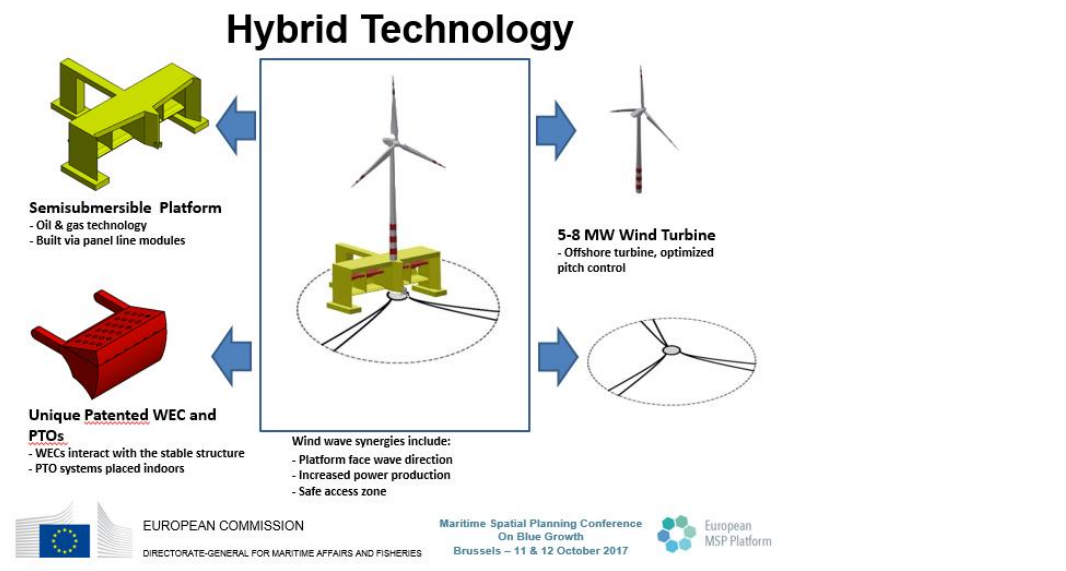 Hybrid Technology
Semisubmersible Platform
- Oil & gas technology
- Built via panel line modules
5-8 MW Wind Turbine
- Offshore turbine, optimized
pitch control
Unique Patented WEC and
PTOs
- WECs interact with the stable structure
- PTO systems placed indoors
Wind wave synergies include:
- Platform face wave direction
- Increased power production
- Safe access zone
EUROPEAN COMMISSION
DIRECTORATE-GENERAL FOR MARITIME AFFAIRS AND FISHERIES
Maritime Spatial Planning Conference
On Blue Growth
Brussels – 11 & 12 October 2017
European
MSP Platform